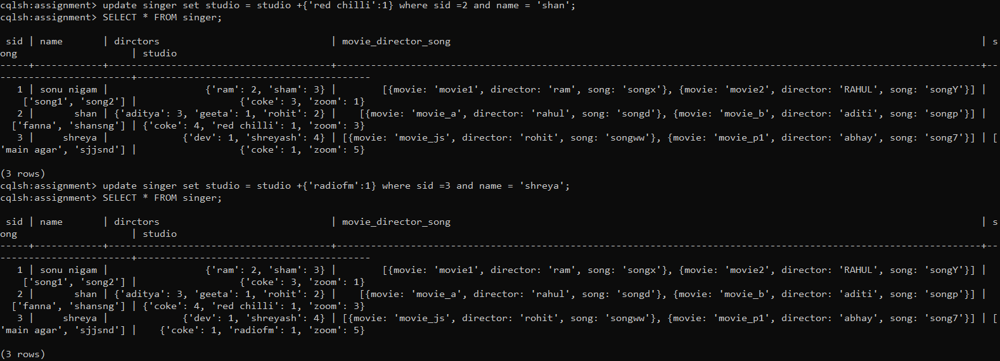 cqlsh:assignment> update singer set studio = studio +{'red chilli':1} where sid =2 and name = 'shan';
cqlsh:assignment> SELECT * FROM singer;

 sid | name       | dirctors                              | movie_director_song                                                                                             | s
ong                    | studio
-----+------------+---------------------------------------+-----------------------------------------------------------------------------------------------------------------+--
-----------------------+-----------------------------------------
   1 | sonu nigam |                 {'ram': 2, 'sham': 3} |        [{movie: 'movie1', director: 'ram', song: 'songx'}, {movie: 'movie2', director: 'RAHUL', song: 'songY'}] |
    ['song1', 'song2'] |                  {'coke': 3, 'zoom': 1}
   2 |       shan | {'aditya': 3, 'geeta': 1, 'rohit': 2} |    [{movie: 'movie_a', director: 'rahul', song: 'songd'}, {movie: 'movie_b', director: 'aditi', song: 'songp'}] |
  ['fanna', 'shansng'] | {'coke': 4, 'red chilli': 1, 'zoom': 3}
   3 |     shreya |             {'dev': 1, 'shreyash': 4} | [{movie: 'movie_js', director: 'rohit', song: 'songww'}, {movie: 'movie_p1', director: 'abhay', song: 'song7'}] | [
'main agar', 'sjjsnd'] |                  {'coke': 1, 'zoom': 5}

(3 rows)
cqlsh:assignment> update singer set studio = studio +{'radiofm':1} where sid =3 and name = 'shreya';
cqlsh:assignment> SELECT * FROM singer;

 sid | name       | dirctors                              | movie_director_song                                                                                             | s
ong                    | studio
-----+------------+---------------------------------------+-----------------------------------------------------------------------------------------------------------------+--
-----------------------+-----------------------------------------
   1 | sonu nigam |                 {'ram': 2, 'sham': 3} |        [{movie: 'movie1', director: 'ram', song: 'songx'}, {movie: 'movie2', director: 'RAHUL', song: 'songY'}] |
    ['song1', 'song2'] |                  {'coke': 3, 'zoom': 1}
   2 |       shan | {'aditya': 3, 'geeta': 1, 'rohit': 2} |    [{movie: 'movie_a', director: 'rahul', song: 'songd'}, {movie: 'movie_b', director: 'aditi', song: 'songp'}] |
  ['fanna', 'shansng'] | {'coke': 4, 'red chilli': 1, 'zoom': 3}
   3 |     shreya |             {'dev': 1, 'shreyash': 4} | [{movie: 'movie_js', director: 'rohit', song: 'songww'}, {movie: 'movie_p1', director: 'abhay', song: 'song7'}] | [
'main agar', 'sjjsnd'] |    {'coke': 1, 'radiofm': 1, 'zoom': 5}

(3 rows)